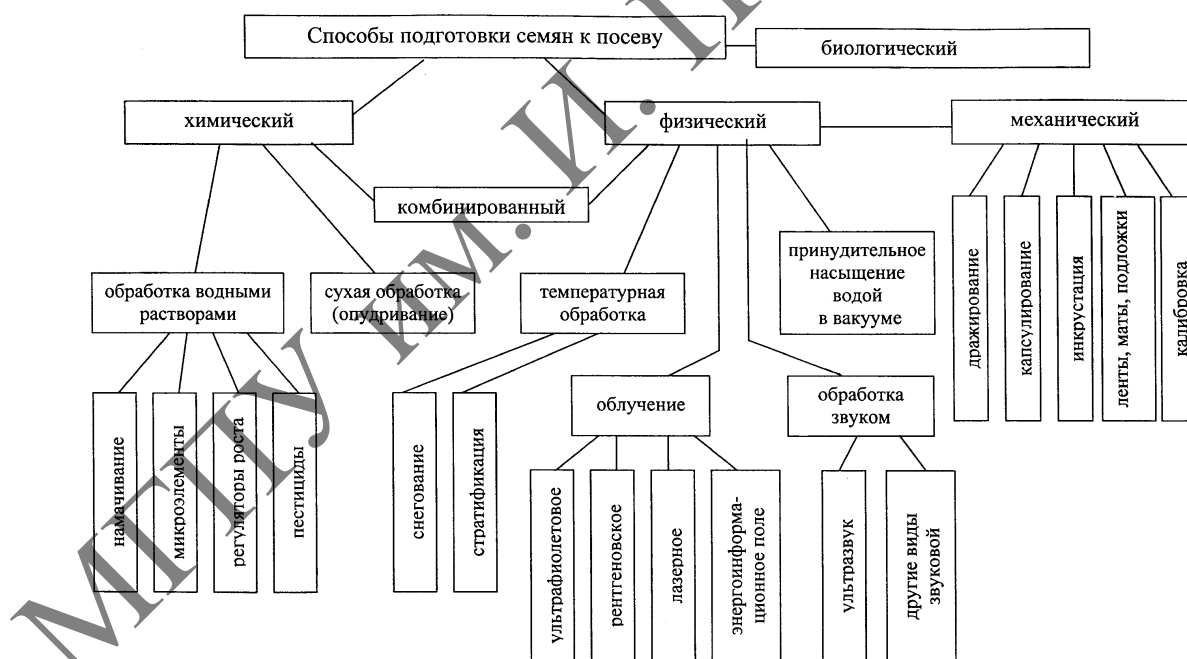 Способы подготовки семян к посеву
биологический
химический
физический
механический
комбинированный
обработка водными
растворами
сухая обработка
(опудривание)
температурная
обработка
принудительное
насыщение
водой
в вакууме
дражирование
капсулирование
инкрустация
ленты, маты, подложки
калибровка
облучение
обработка
звуком
намачивание
микроэлементы
регуляторы роста
пестициды
снегование
стратификация
ультрафиолетовое
рентгеновское
лазерное
энергоинформа-
ционное поле
ультразвук
другие виды
звуковой
МГПУ им. И.